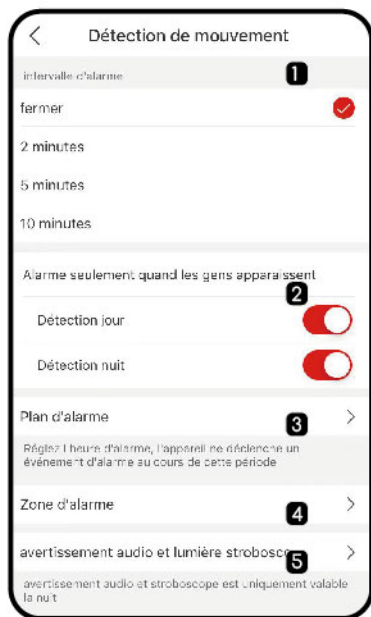 Détection de mouvement
intervalle d'alarme
1
fermer
2 minutes
5 minutes
10 minutes
Alarme seulement quand les gens apparaissent
2
Détection jour
Détection nuit
Plan d'alarme
3
Réglez l heure d'alarme, l'appareil ne déclenche un
événement d'alarme au cours de cette période
Zone d'alarme
4
avertissement audio et lumière strobosc
5
avertissement audio et stroboscope est uniquement valable
la nuit